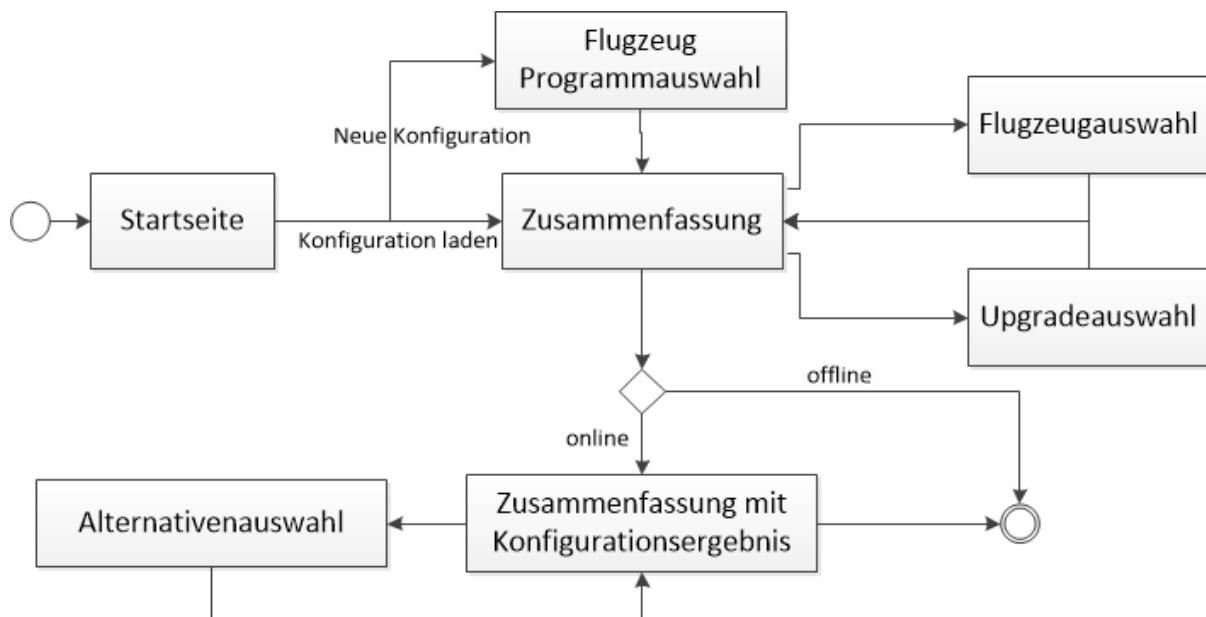 Flugzeug
Programmauswahl
Flugzeugauswahl
Neue Konfiguration
Startseite
Zusammenfassung
Konfiguration laden
Upgradeauswahl
offline
online
Zusammenfassung mit
Konfigurationsergebnis
Alternativenauswahl